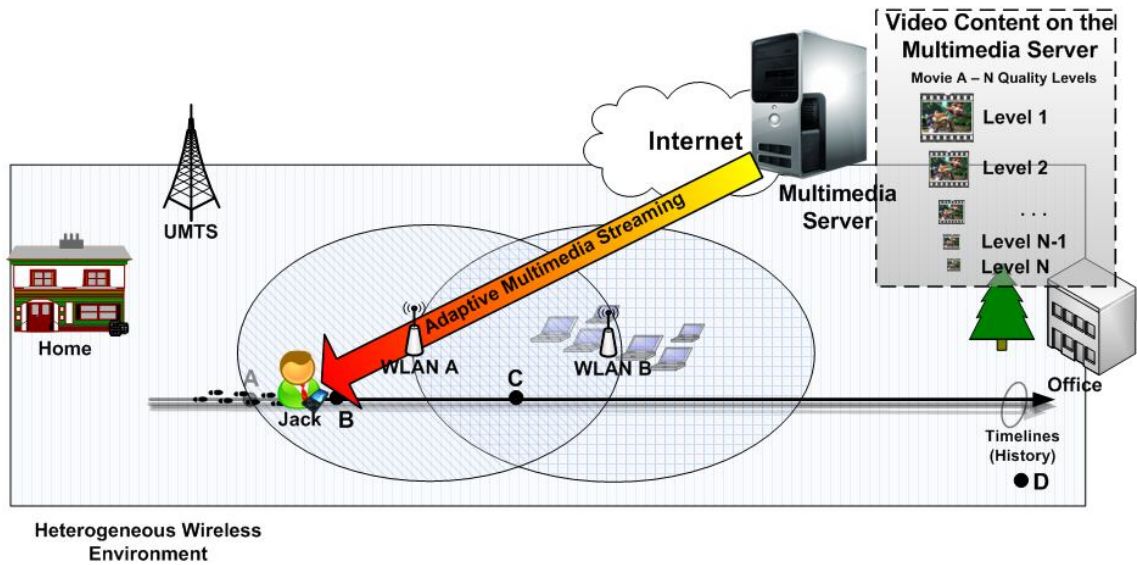 Video Content on the
Multimedia Server
Movie A – N Quality Levels
Level 1
Level 2
. . .
Level N-1
Level N
Internet
Multimedia
Server
UMTS
Adaptive Multimedia Streaming
Home
WLAN A
WLAN B
Office
A
Jack
B
C
Timelines
(History)
D
Heterogeneous Wireless
Environment